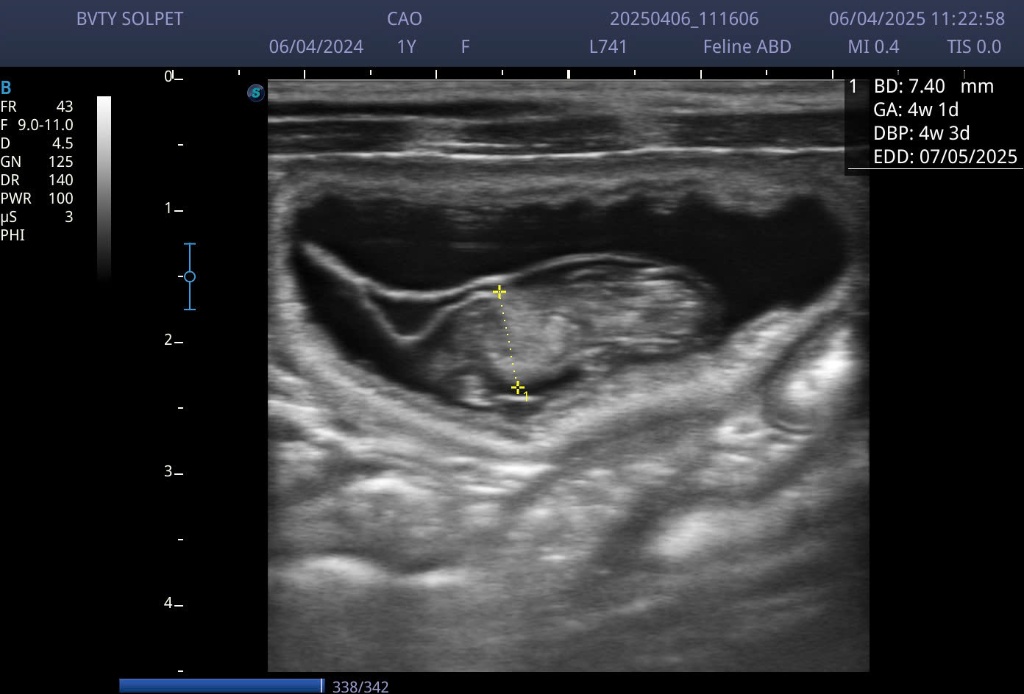 BVTY SOLPET CAO 20250406_111606 06/04/2025 11:22:58
06/04/2024 1Y F L741 Feline ABD MI 0.4 TIS 0.0
B
FR 43
F 9.0-11.0
D 4.5
GN 125
DR 140
PWR 100
µS 3
PHI
0
1
2
3
4
S
1 BD: 7.40 mm
GA: 4w 1d
DBP: 4w 3d
EDD: 07/05/2025
1
338/342